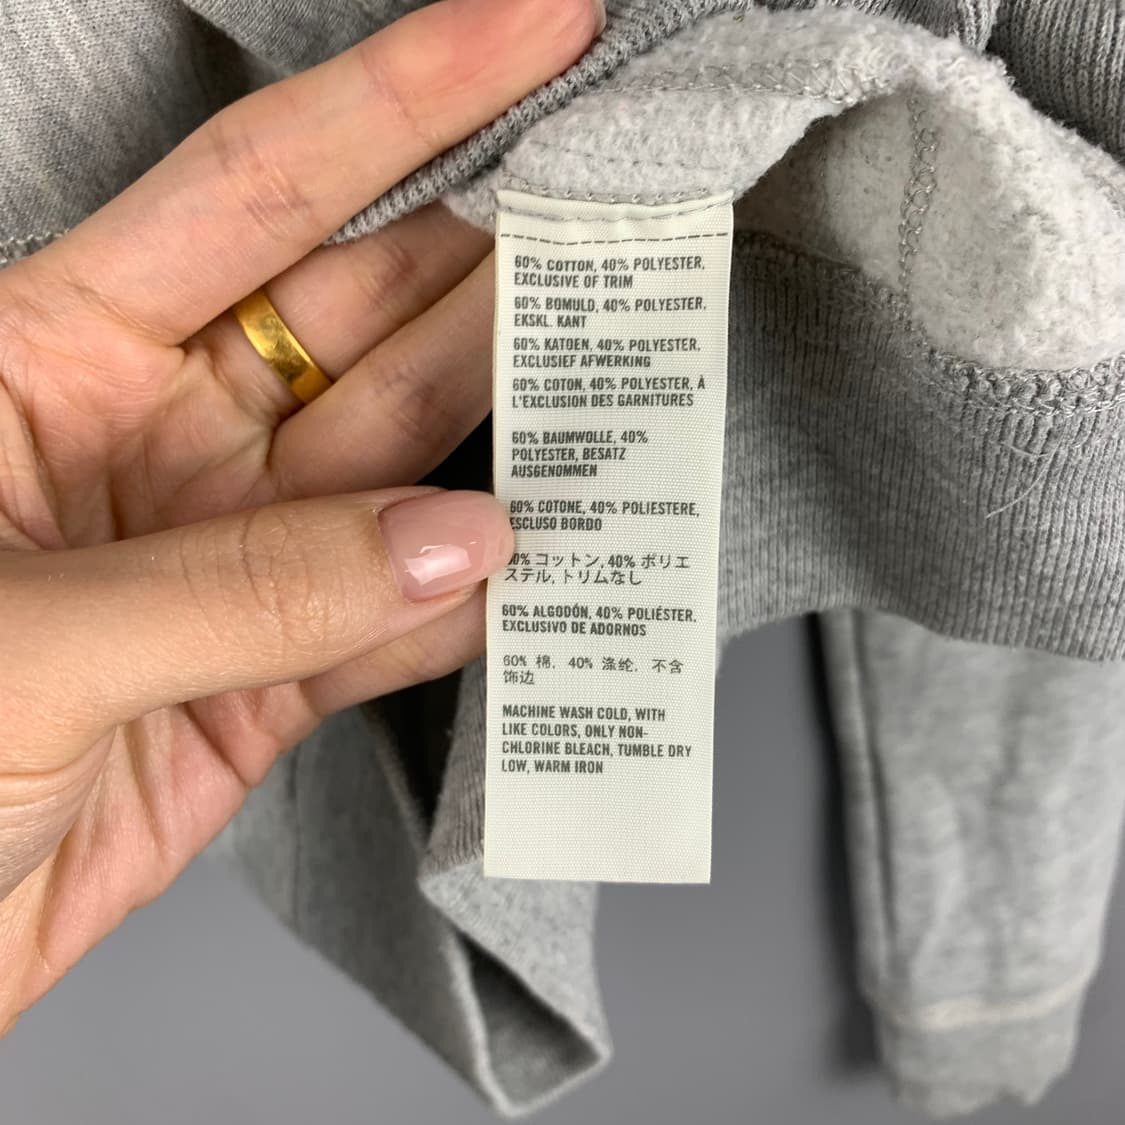 60% COTTON, 40% POLYESTER,
EXCLUSIVE OF TRIM
60% BOMULD, 40% POLYESTER,
EKSKL. KANT
60% KATOEN, 40% POLYESTER,
EXCLUSIEF AFWERKING
60% COTON, 40% POLYESTER, À
L'EXCLUSION DES GARNITURES
60% BAUMWOLLE, 40%
POLYESTER, BESATZ
AUSGENOMMEN
60% COTONE, 40% POLIESTERE,
ESCLUSO BORDO
コットン, 40% ポリエ
ステル, トリムなし
60% ALGODÓN, 40% POLIÉSTER,
EXCLUSIVO DE ADORNOS
60% 棉, 40% 涤纶, 不含
饰边
MACHINE WASH COLD, WITH
LIKE COLORS, ONLY NON-
CHLORINE BLEACH, TUMBLE DRY
LOW, WARM IRON